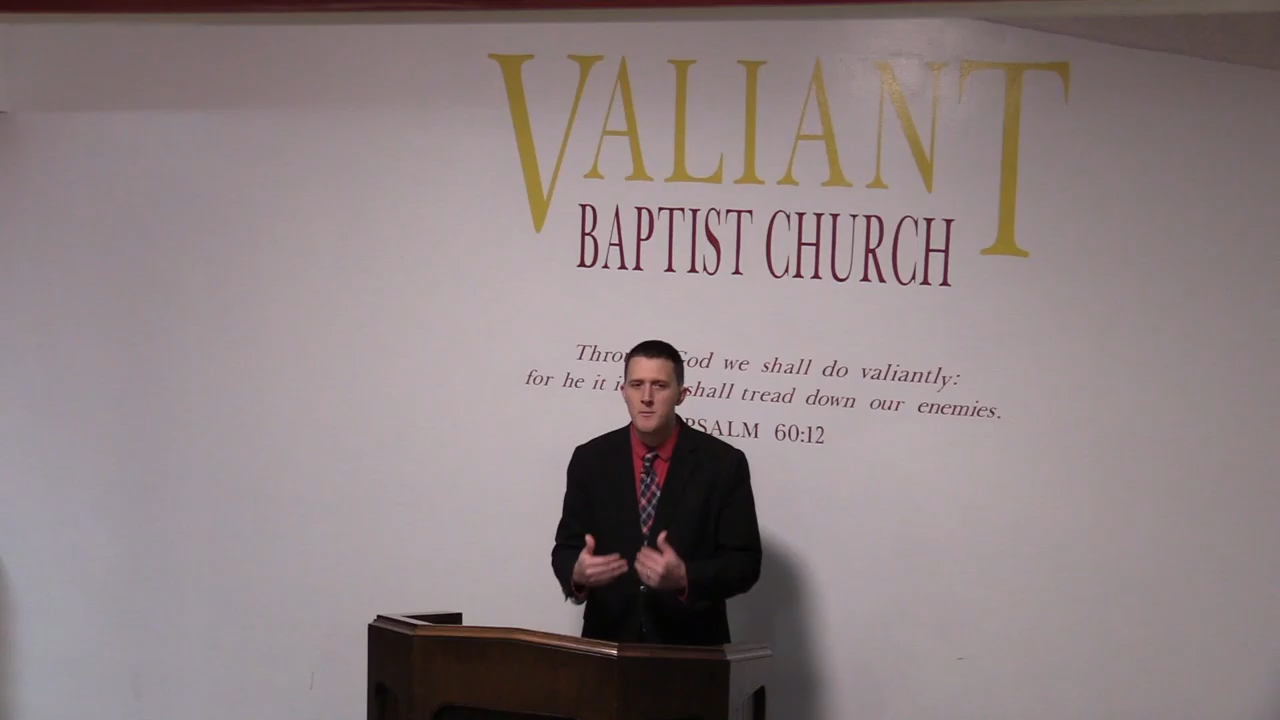 VALIANT
BAPTIST CHURCH
God we shall do valiantly:
for he it shall tread down our enemies.
PSALM 60:12